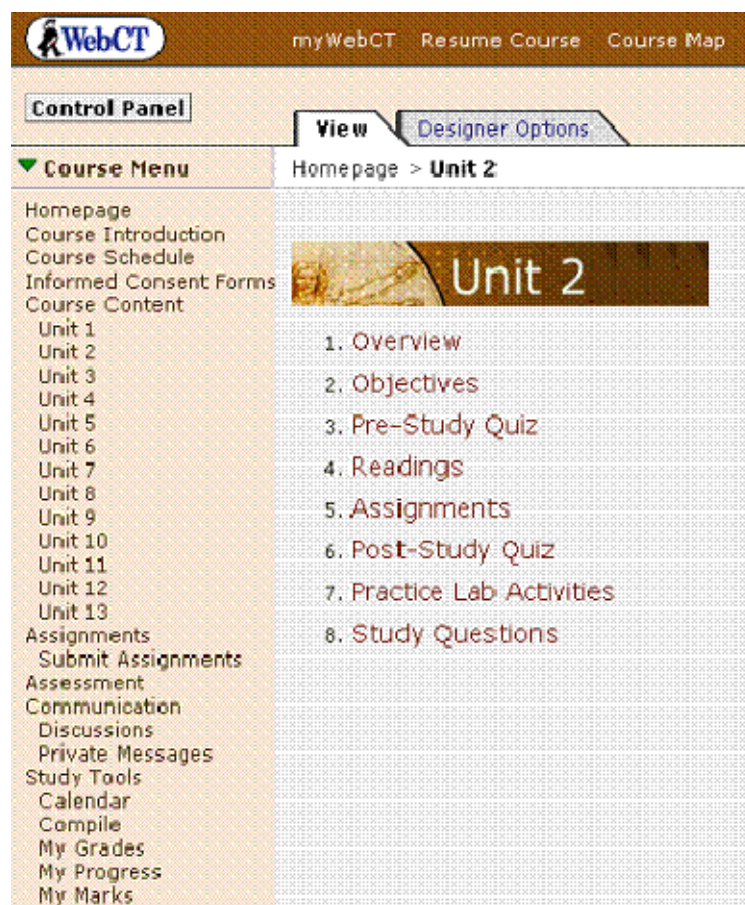 WebCT
myWebCT Resume Course Course Map
Control Panel
View Designer Options
Course Menu
Homepage > Unit 2
Homepage
Course Introduction
Course Schedule
Informed Consent Forms
Course Content
Unit 1
Unit 2
Unit 3
Unit 4
Unit 5
Unit 6
Unit 7
Unit 8
Unit 9
Unit 10
Unit 11
Unit 12
Unit 13
Assignments
Submit Assignments
Assessment
Communication
Discussions
Private Messages
Study Tools
Calendar
Compile
My Grades
My Progress
My Marks
Unit 2
1. Overview
2. Objectives
3. Pre-Study Quiz
4. Readings
5. Assignments
6. Post-Study Quiz
7. Practice Lab Activities
8. Study Questions